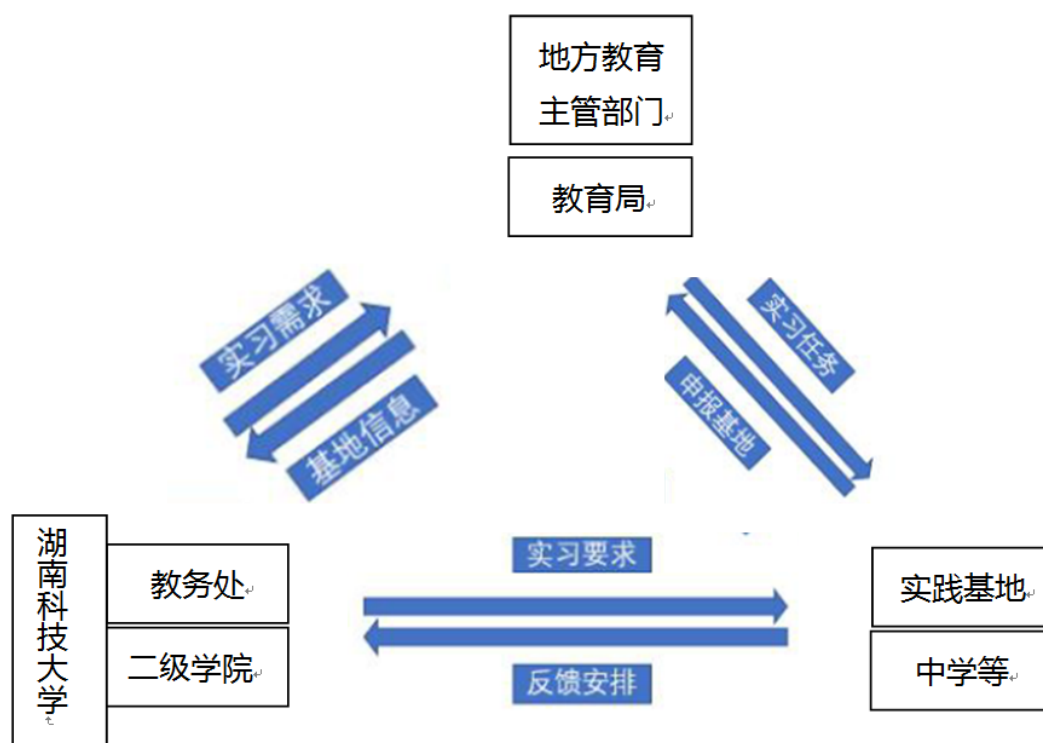 地方教育
主管部门
教育局
实习需求
基地信息
实习任务
申报基地
湖南科技大学
教务处
二级学院
实习要求
反馈安排
实践基地
中学等